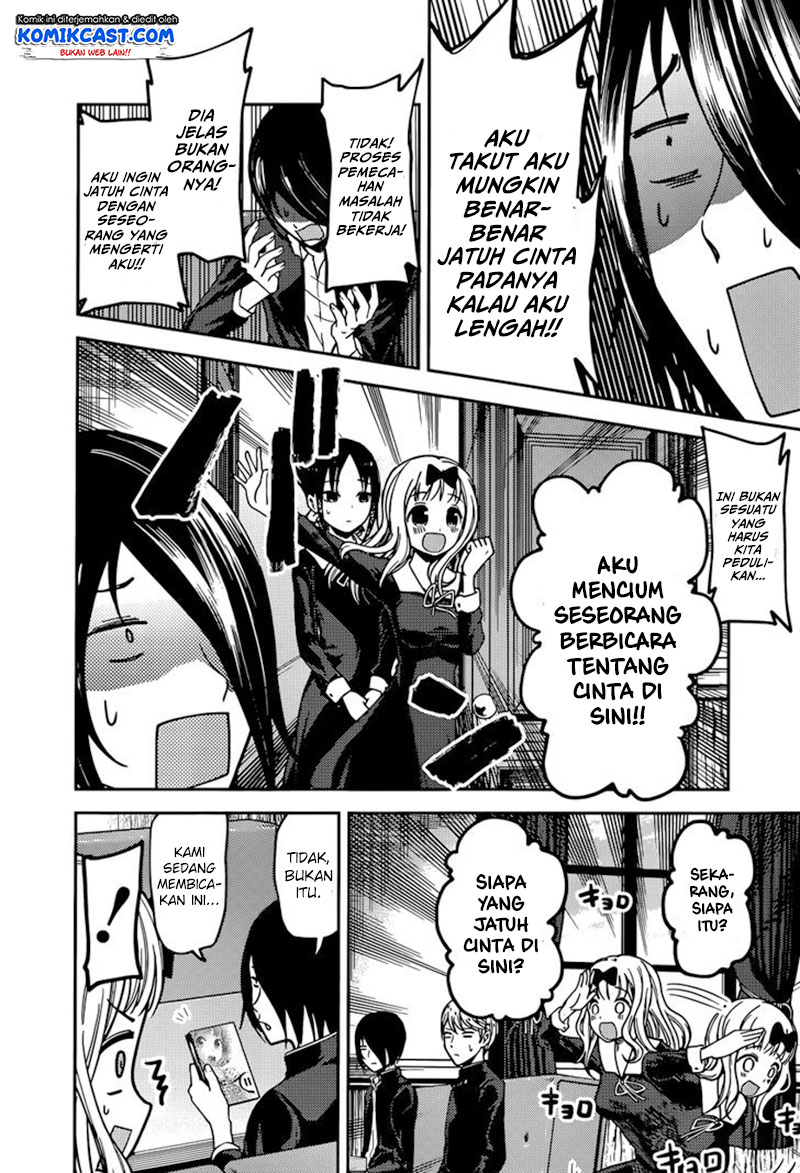 Komik ini diterjemahkan & diedit oleh
KOMIKCAST.COM
BUKAN WEB LAIN!!
AKU
TAKUT AKU
MUNGKIN
BENAR-
BENAR
JATUH CINTA
PADANYA
KALAU AKU
LENGAH!!
TIDAK!
PROSES
PEMECA-
HAN
MASALAH
TIDAK
BEKERJA!
DIA
JELAS
BUKAN
ORANG-
NYA!
AKU INGIN
JATUH CINTA
DENGAN
SESEO-
RANG YANG
MENGERTI
AKU!!
INI BUKAN
SESUATU
YANG
HARUS
KITA
PEDULI-
KAN...
AKU
MENCIUM
SESEORANG
BERBICARA
TENTANG
CINTA DI
SINI!!
SEKA-
RANG,
SIAPA
ITU?
キョロ
SIAPA
YANG
JATUH
CINTA DI
SINI?
キョロ
キョロ
キョロ
TIDAK,
BUKAN
ITU.
KAMI
SEDANG
MEMBICA-
KAN INI...
!